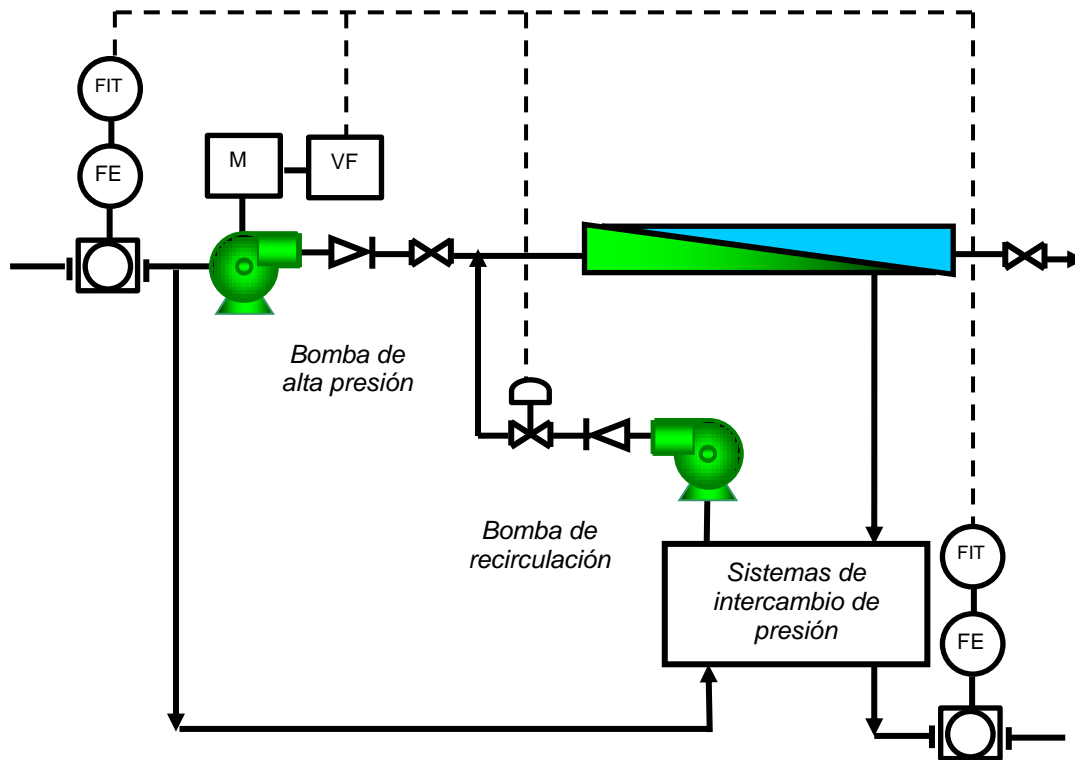 FIT
FE
M
VF
Bomba de
alta presión
Bomba de
recirculación
Sistemas de
intercambio de
presión
FIT
FE